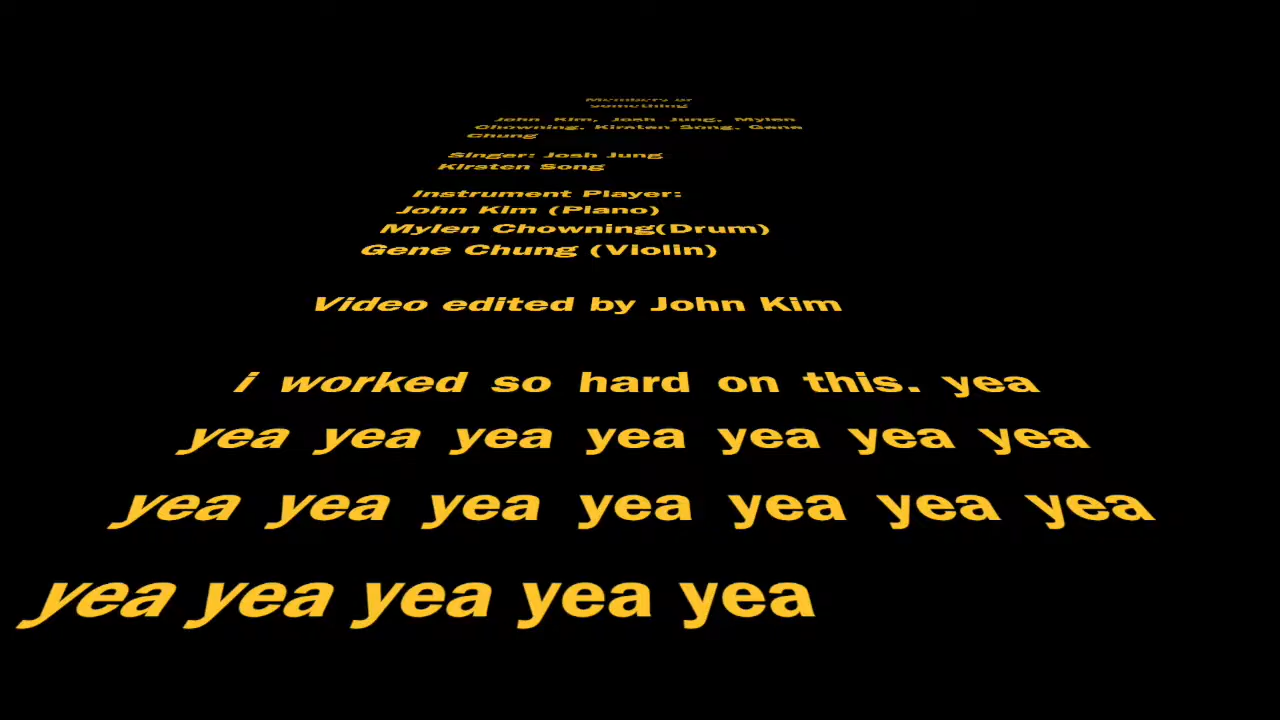 Members or
something
John Kim, Josh Jung, Mylen
Chowning, Kirsten Song, Gene
Chung
Singer: Josh Jung
Kirsten Song
Instrument Player:
John Kim (Piano)
Mylen Chowning(Drum)
Gene Chung (Violin)
Video edited by John Kim
i worked so hard on this. yea
yea yea yea yea yea yea yea
yea yea yea yea yea yea yea
yea yea yea yea yea